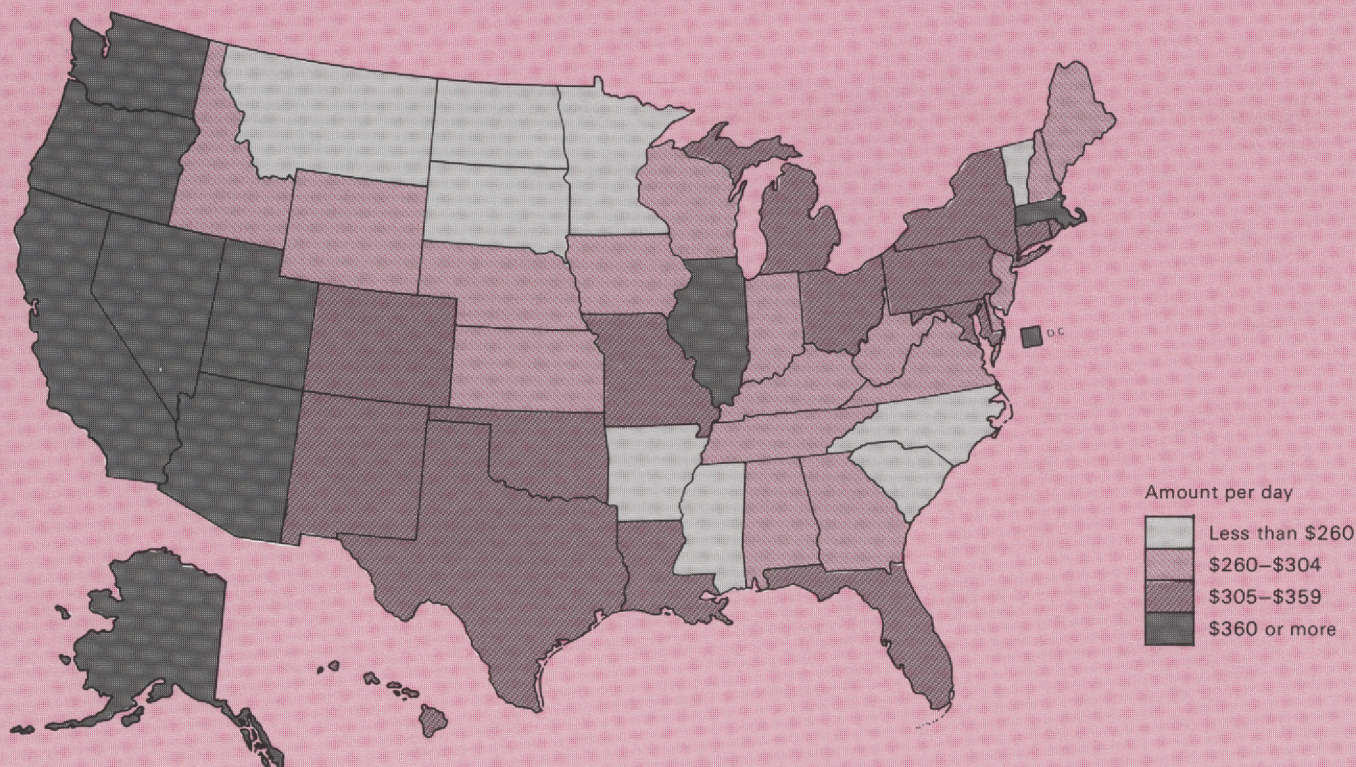 D C
Amount per day
Less than $260
$260–$304
$305–$359
$360 or more